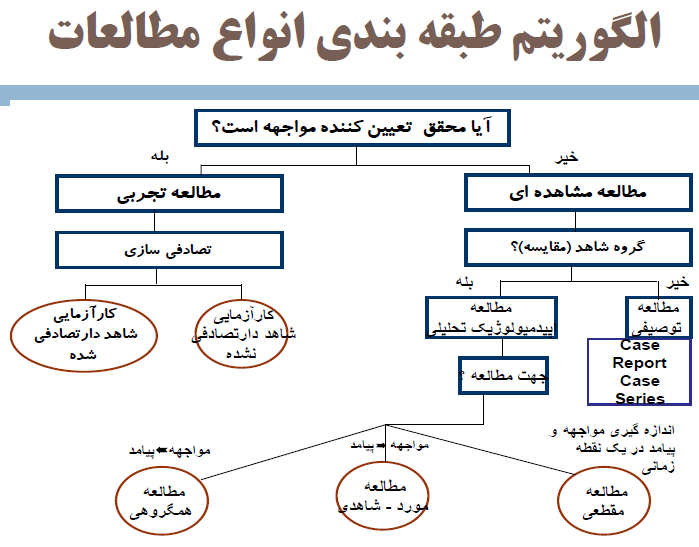 الگوریتم طبقه بندی انواع مطالعات
آیا محقق تعیین کننده مواجهه است؟
خیر
بله
مطالعه مشاهده ای
مطالعه تجربی
گروه شاهد (مقایسه)؟
تصادفی سازی
خیر
بله
مطالعه
توصیفی
مطالعه
پیدمیولوژیک تحلیلی
کارآزمایی
شاهد دارتصادفی
نشده
کارآزمایی
شاهد دارتصادفی
شده
Case
Report
Case
Series
جهت مطالعه ؟
اندازه گیری مواجهه و
پیامد در یک نقطه
زمانی
مواجهه ➡ پیامد
مواجهه ⬅ پیامد
مطالعه
مقطعی
مطالعه
مورد - شاهدی
مطالعه
همگروهی